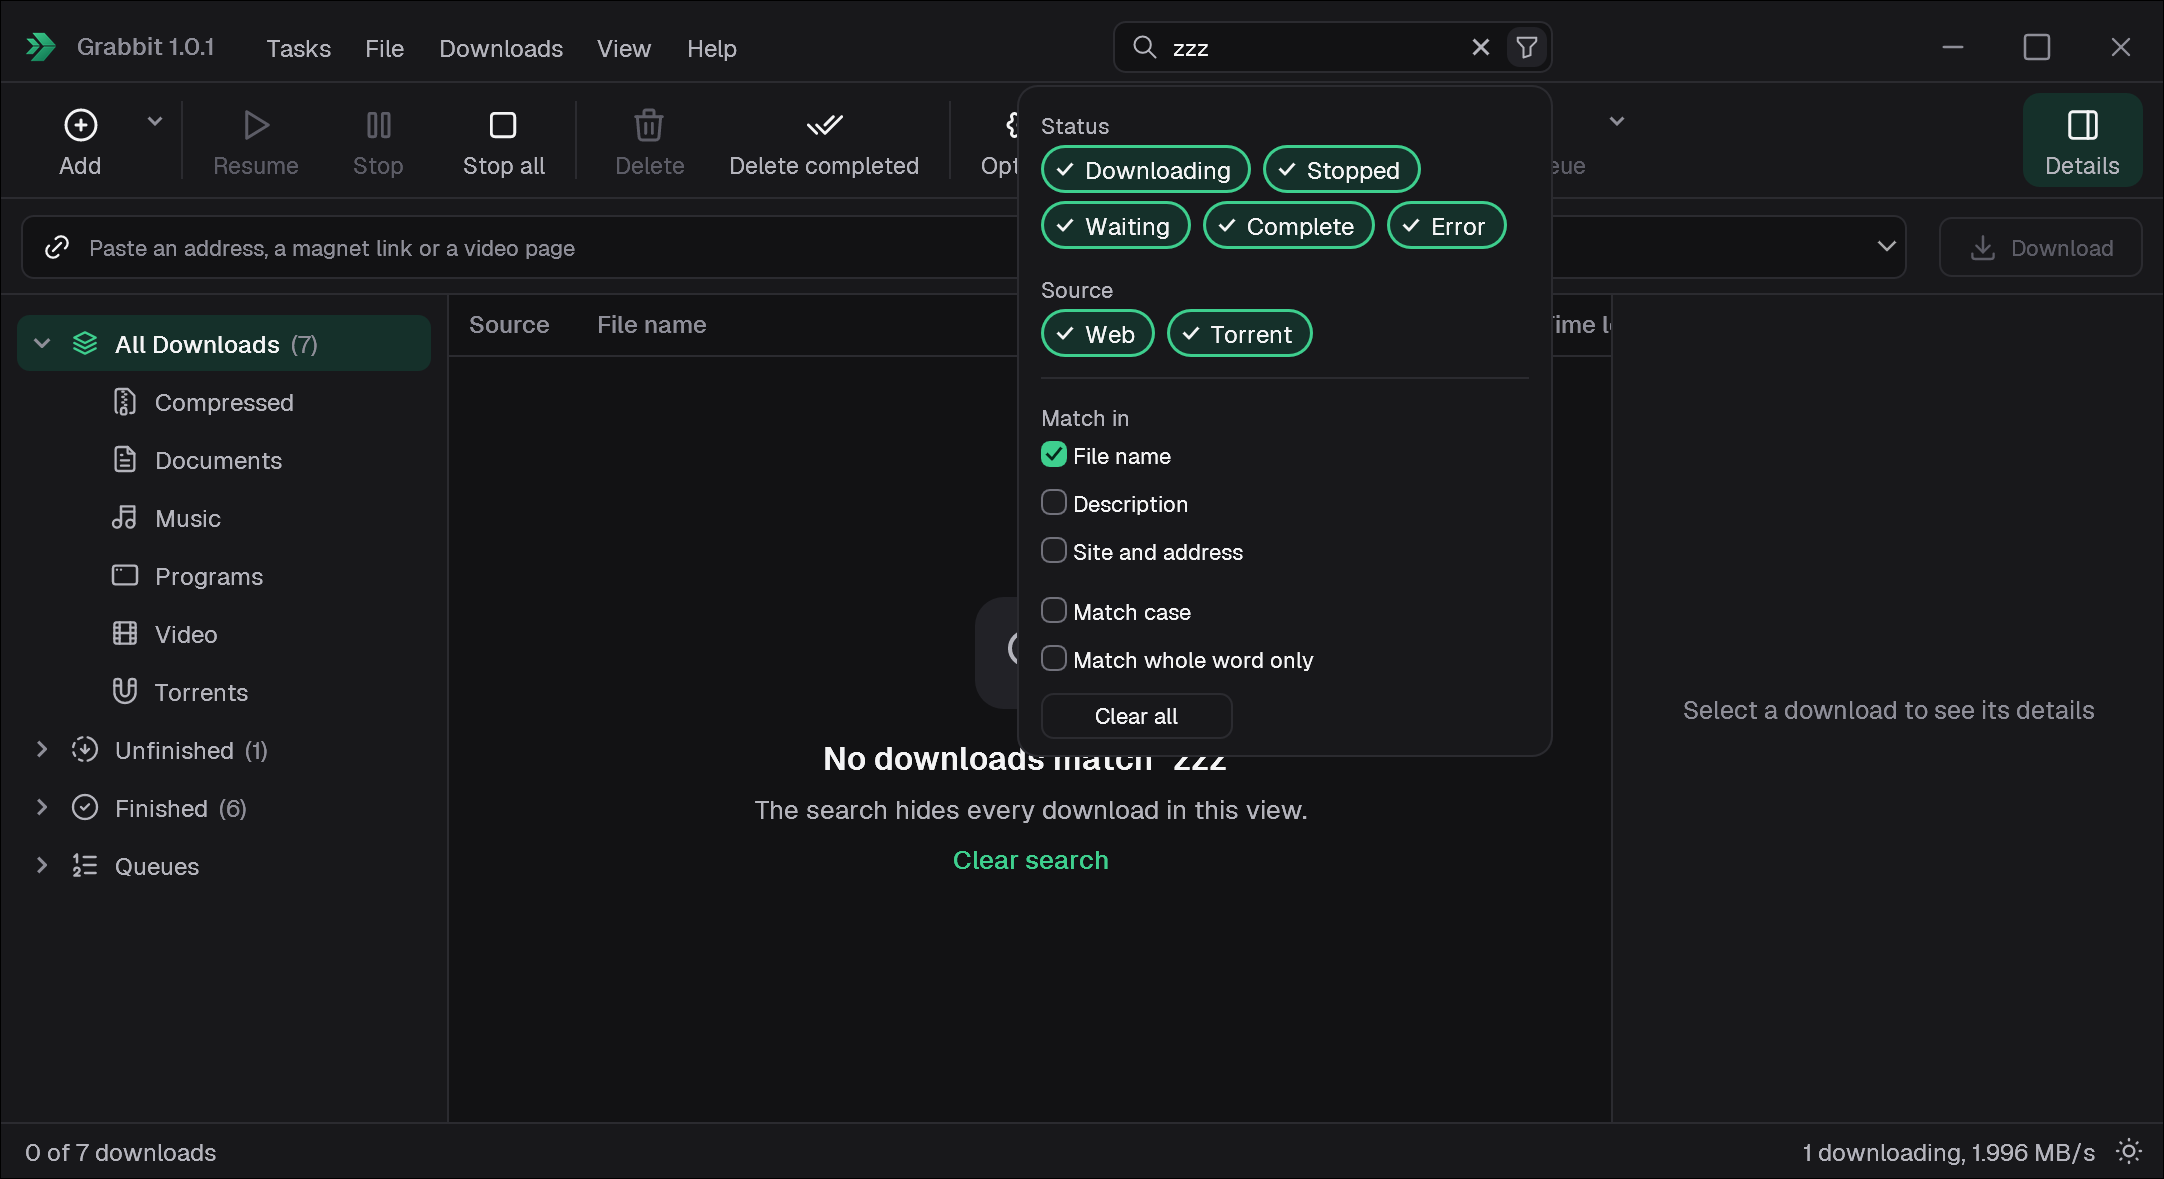 Grabbit 1.0.1
Tasks
File
Downloads
View
Help
zzz
Add
Resume
Stop
Stop all
Delete
Delete completed
Details
Paste an address, a magnet link or a video page
Download
Status
Downloading
Stopped
Waiting
Complete
Error
Source
Web
Torrent
Match in
File name
Description
Site and address
Match case
Match whole word only
Clear all
All Downloads (7)
Compressed
Documents
Music
Programs
Video
Torrents
Unfinished (1)
Finished (6)
Queues
Source
File name
No downloads match "zzz
The search hides every download in this view.
Clear search
Select a download to see its details
0 of 7 downloads
1 downloading, 1.996 MB/s